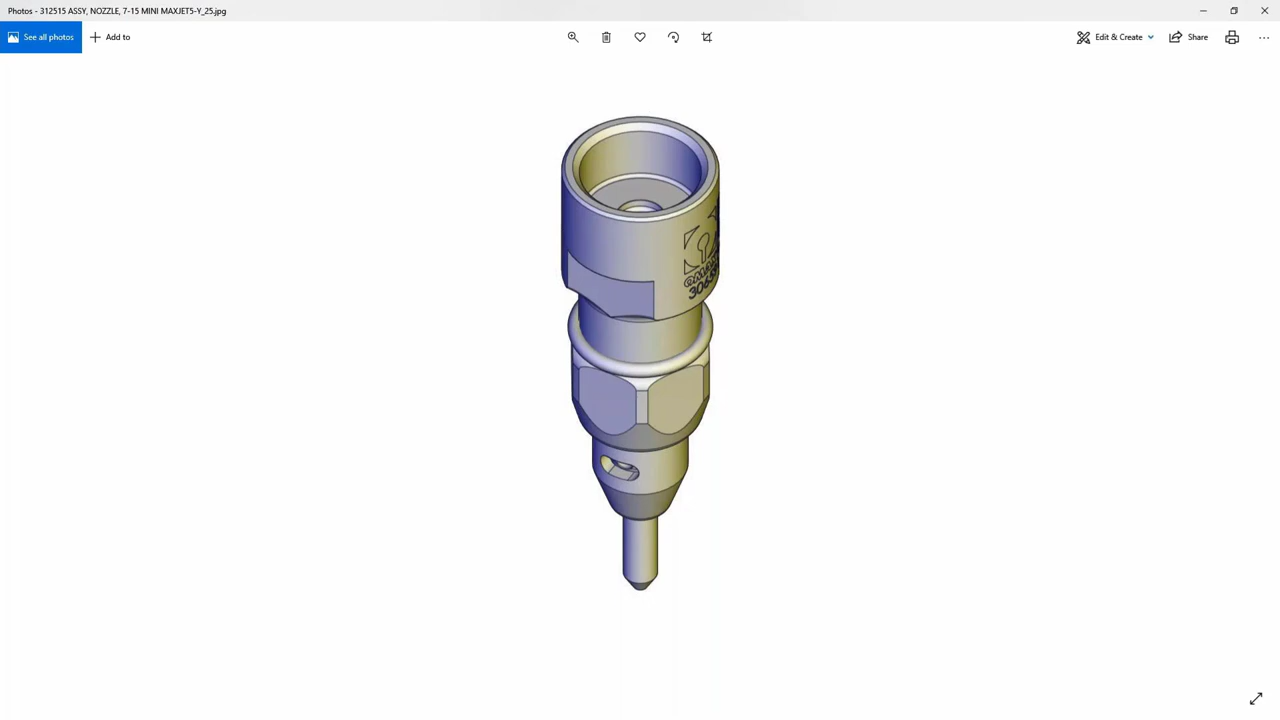 Photos - 312515 ASSY, NOZZLE, 7-15 MINI MAXJET5-Y_25.jpg
See all photos
Add to
Edit & Create
Share